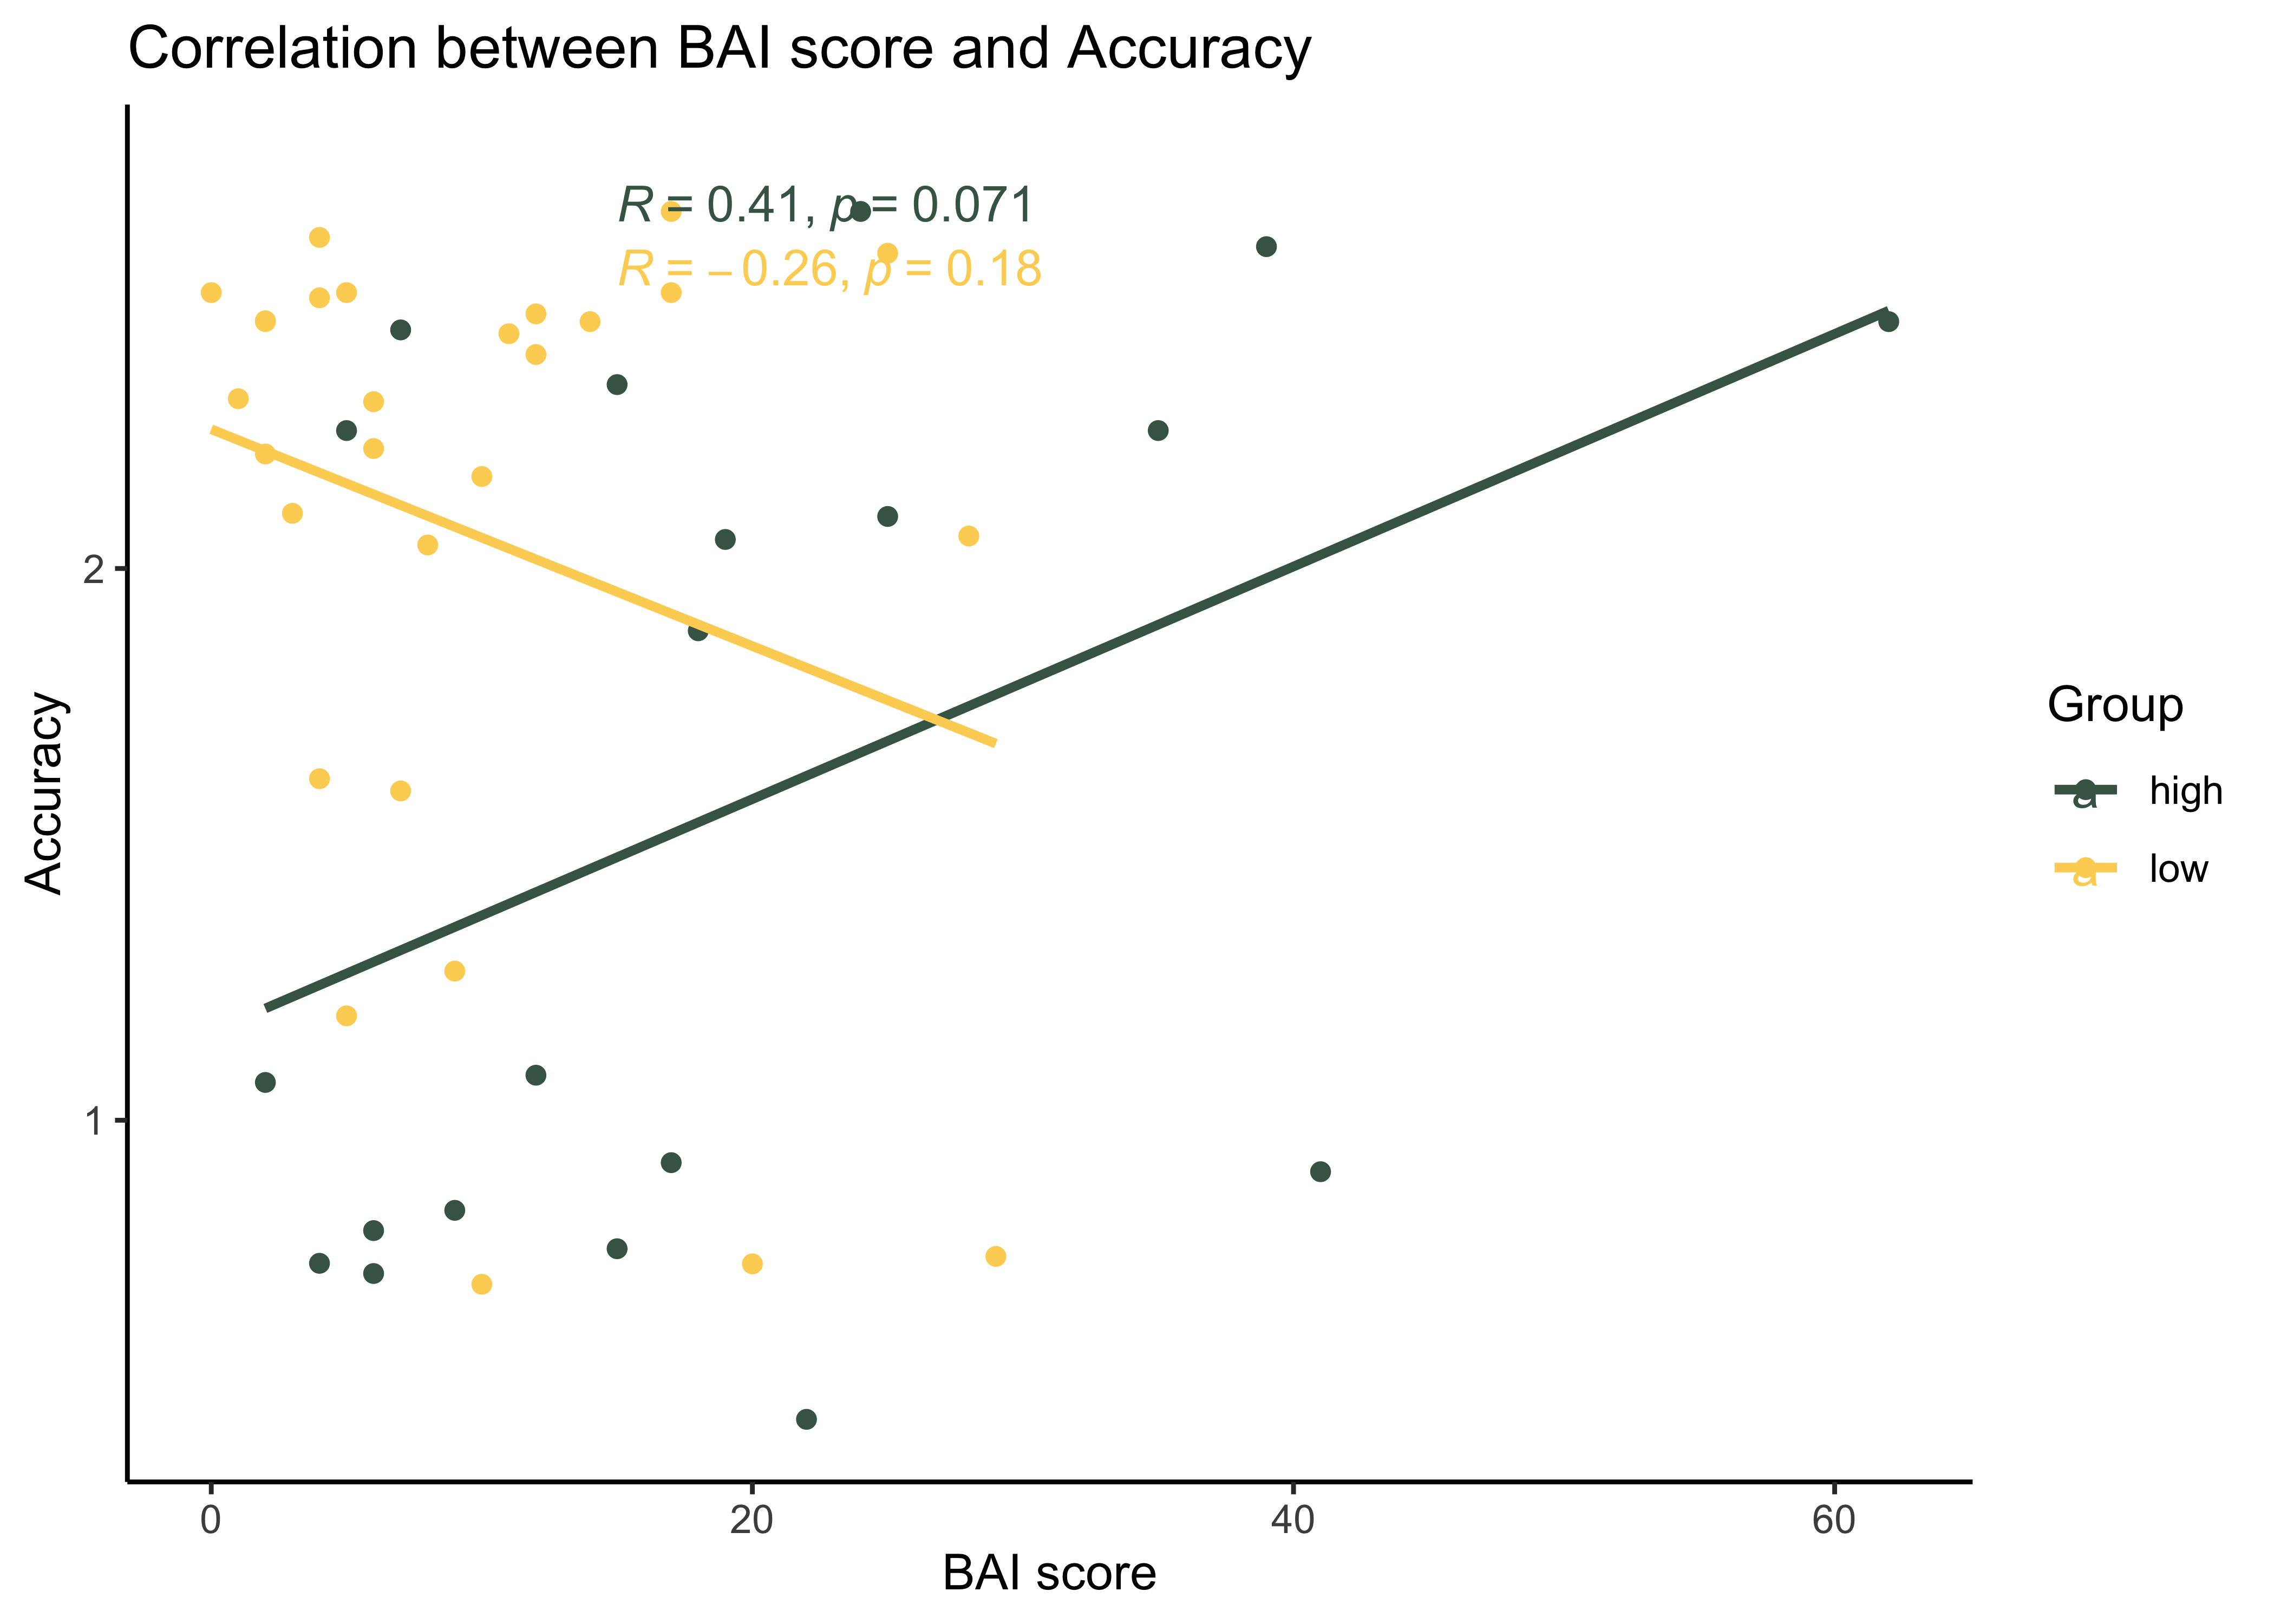 Correlation between BAI score and Accuracy
R = 0.41, p = 0.071
R = – 0.26, p = 0.18
2
1
Accuracy
0 20 40 60
BAI score
Group
a high
a low